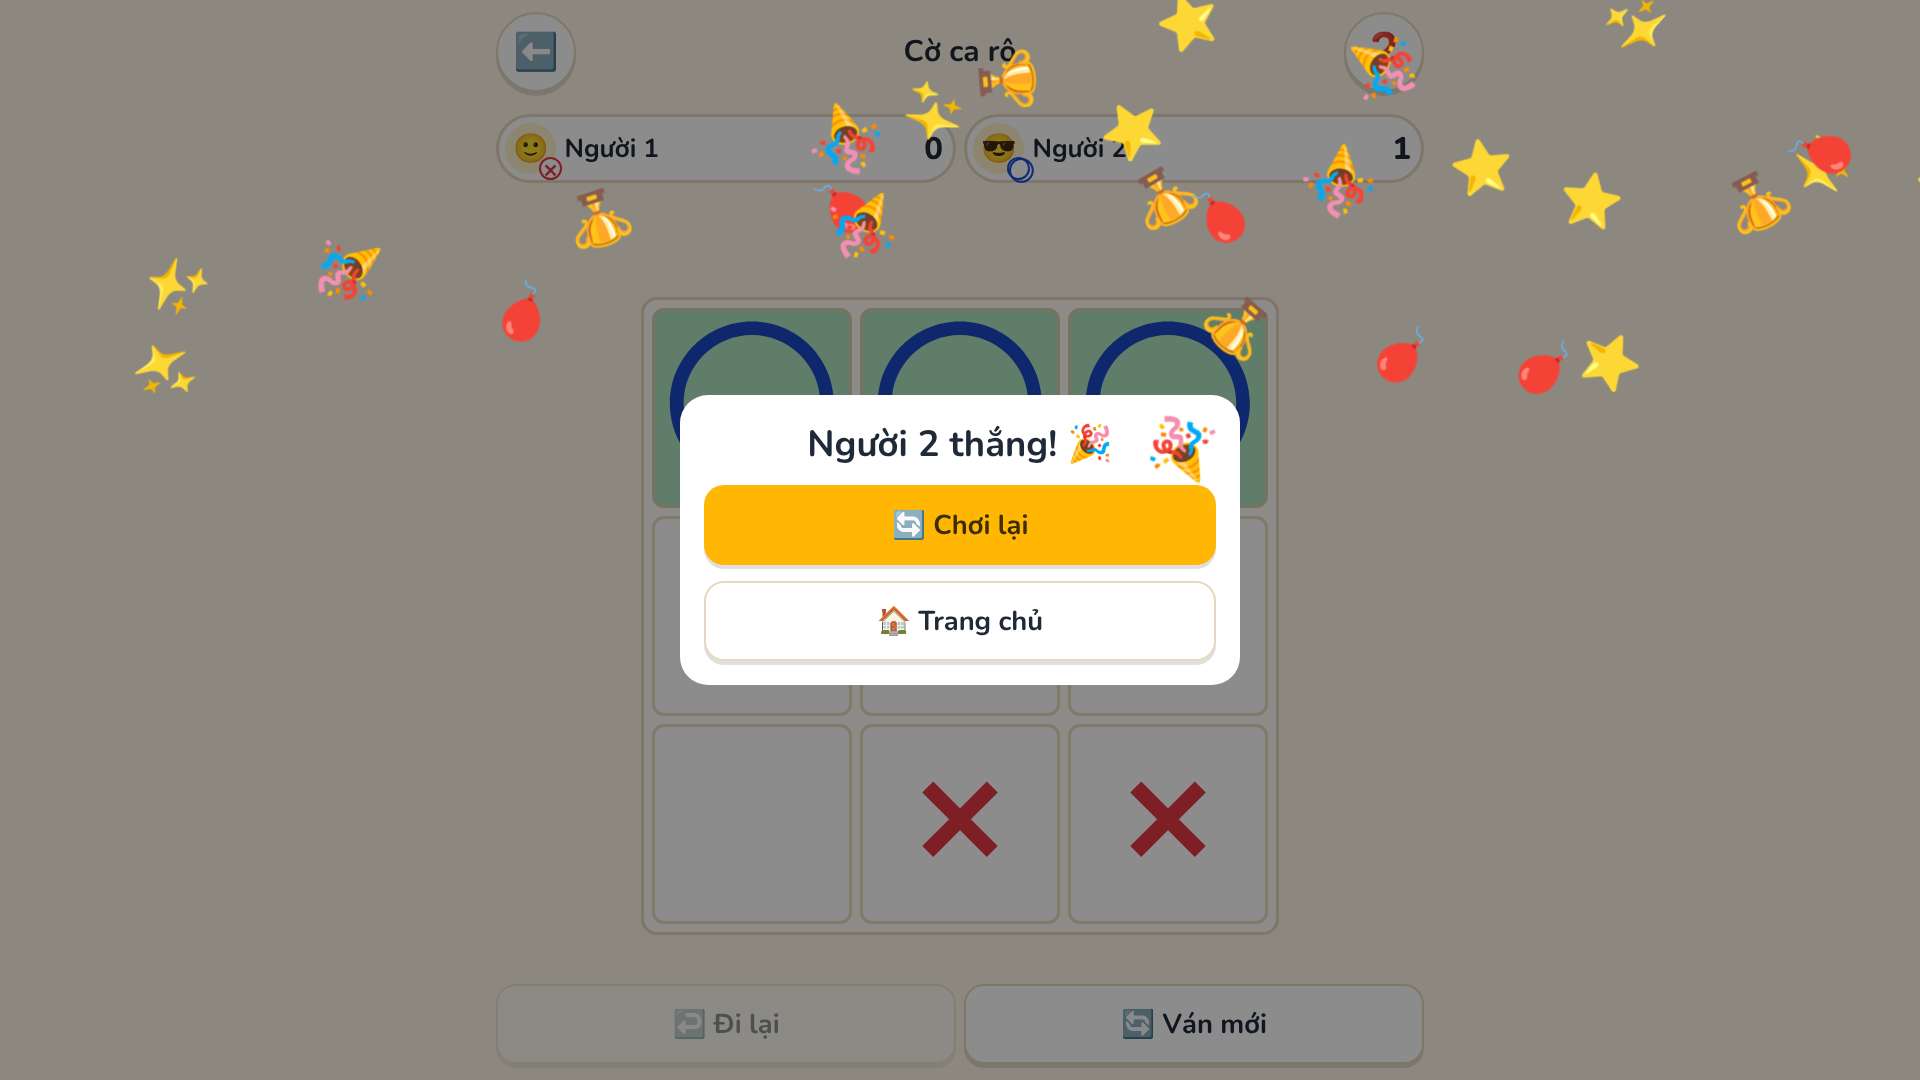 Cờ ca rô
Người 1
0
Người 2
1
Người 2 thắng!
Chơi lại
Trang chủ
Đi lại
Ván mới